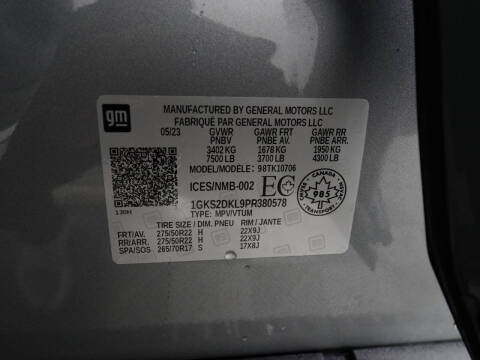 gm
MANUFACTURED BY GENERAL MOTORS LLC
FABRIQUÉ PAR GENERAL MOTORS LLC
05/23 GVWR GAWR FRT GAWR RR
PNBV PNBE AV. PNBE ARR.
3402 KG 1678 KG 1950 KG
7500 LB 3700 LB 4300 LB
MODEL/MODÈLE: 98TK10706
ICES/NMB-002 EC CANADA 985 TRANSPORT
1GKS2DKL9PR380578
TYPE: MPV/VTUM
TIRE SIZE / DIM. PNEU RIM / JANTE
FRT/AV. 275/50R22 H 22X9J
RR/ARR. 275/50R22 H 22X9J
SPA/SOS 265/70R17 S 17X8J